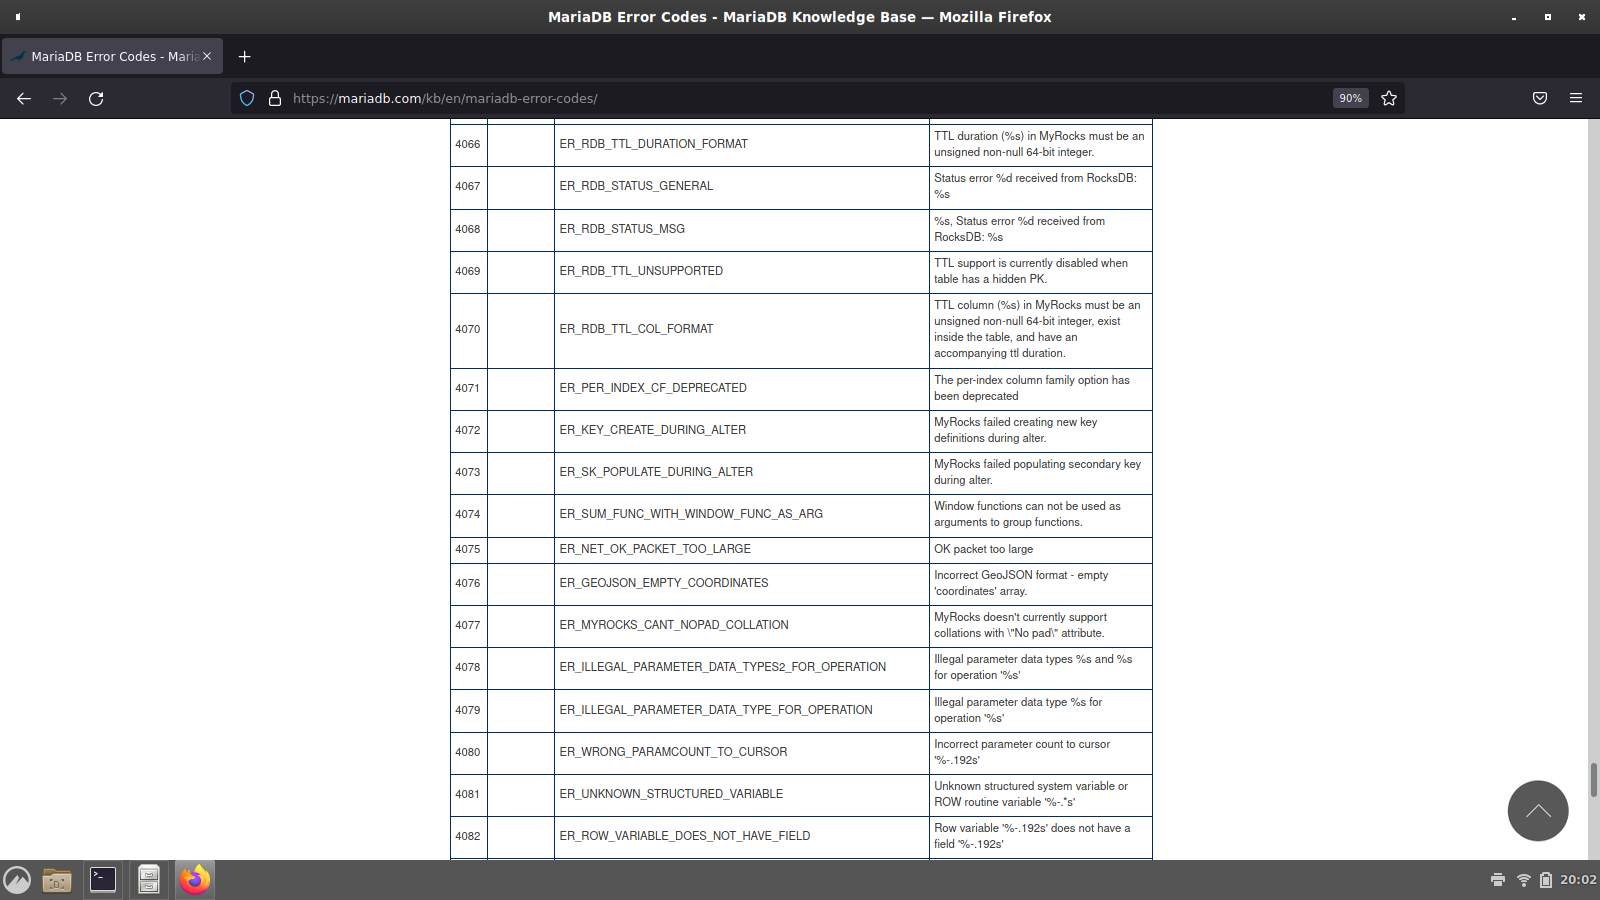 MariaDB Error Codes - MariaDB Knowledge Base — Mozilla Firefox
MariaDB Error Codes - Maria
https://mariadb.com/kb/en/mariadb-error-codes/
90%
4066 ER_RDB_TTL_DURATION_FORMAT TTL duration (%s) in MyRocks must be an
unsigned non-null 64-bit integer.
4067 ER_RDB_STATUS_GENERAL Status error %d received from RocksDB:
%s
4068 ER_RDB_STATUS_MSG %s, Status error %d received from
RocksDB: %s
4069 ER_RDB_TTL_UNSUPPORTED TTL support is currently disabled when
table has a hidden PK.
4070 ER_RDB_TTL_COL_FORMAT TTL column (%s) in MyRocks must be an
unsigned non-null 64-bit integer, exist
inside the table, and have an
accompanying ttl duration.
4071 ER_PER_INDEX_CF_DEPRECATED The per-index column family option has
been deprecated
4072 ER_KEY_CREATE_DURING_ALTER MyRocks failed creating new key
definitions during alter.
4073 ER_SK_POPULATE_DURING_ALTER MyRocks failed populating secondary key
during alter.
4074 ER_SUM_FUNC_WITH_WINDOW_FUNC_AS_ARG Window functions can not be used as
arguments to group functions.
4075 ER_NET_OK_PACKET_TOO_LARGE OK packet too large
4076 ER_GEOJSON_EMPTY_COORDINATES Incorrect GeoJSON format - empty
'coordinates' array.
4077 ER_MYROCKS_CANT_NOPAD_COLLATION MyRocks doesn't currently support
collations with \"No pad\" attribute.
4078 ER_ILLEGAL_PARAMETER_DATA_TYPES2_FOR_OPERATION Illegal parameter data types %s and %s
for operation '%s'
4079 ER_ILLEGAL_PARAMETER_DATA_TYPE_FOR_OPERATION Illegal parameter data type %s for
operation '%s'
4080 ER_WRONG_PARAMCOUNT_TO_CURSOR Incorrect parameter count to cursor
'%-.192s'
4081 ER_UNKNOWN_STRUCTURED_VARIABLE Unknown structured system variable or
ROW routine variable '%-.*s'
4082 ER_ROW_VARIABLE_DOES_NOT_HAVE_FIELD Row variable '%-.192s' does not have a
field '%-.192s'
20:02